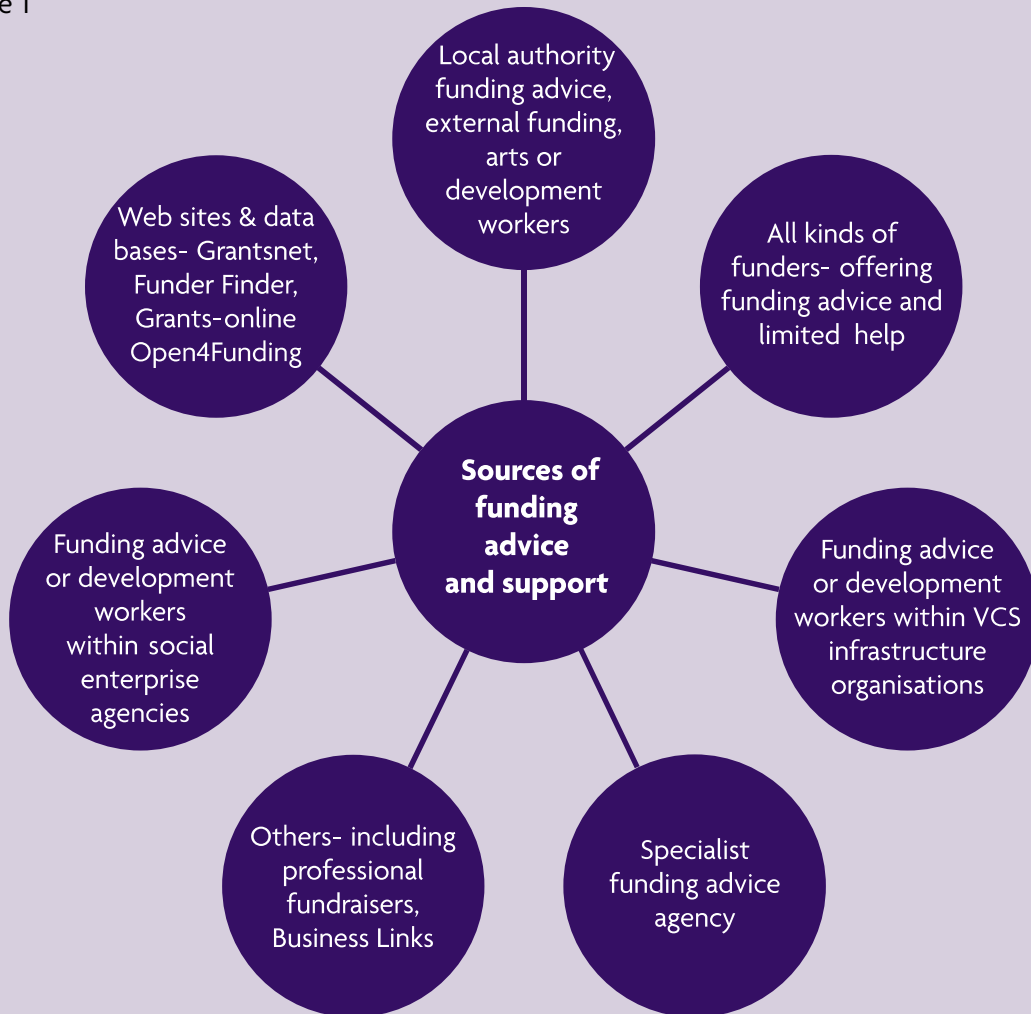 e 1
Local authority
funding advice,
external funding,
arts or
development
workers
All kinds of
funders- offering
funding advice and
limited help
Funding advice
or development
workers within VCS
infrastructure
organisations
Specialist
funding advice
agency
Others- including
professional
fundraisers,
Business Links
Funding advice
or development
workers
within social
enterprise
agencies
Web sites & data
bases- Grantsnet,
Funder Finder,
Grants-online
Open4Funding
Sources of
funding
advice
and support